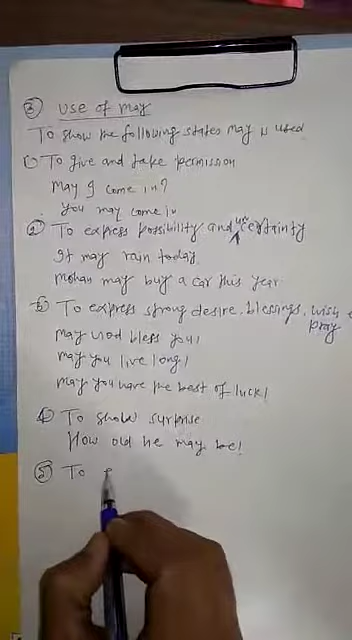 ③ Use of may
To show the following states may is used
① To give and take permission
May I come in?
You may come in
② To express possibility and uncertainty
It may rain today.
Mohan may buy a car this year.
③ To express strong desire, blessings, wish &
pray
May God bless you!
May you live long!
May you have the best of luck!
④ To show surprise
How old he may be!
⑤ To e